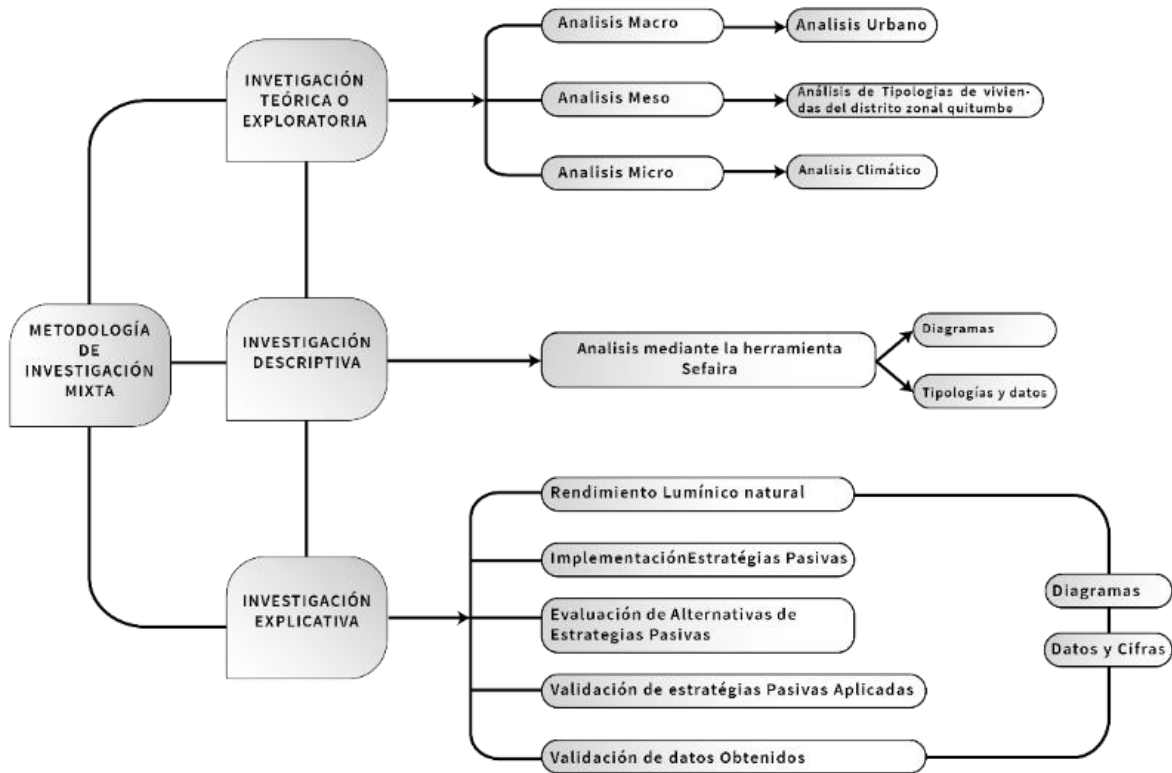 METODOLOGÍA
DE
INVESTIGACIÓN
MIXTA
INVETIGACIÓN
TEÓRICA O
EXPLORATORIA
Analisis Macro
Analisis Urbano
Analisis Meso
Análisis de Tipologias de vivien-
das del distrito zonal quitumbe
Analisis Micro
Analisis Climático
INVESTIGACIÓN
DESCRIPTIVA
Analisis mediante la herramienta
Sefaira
Diagramas
Tipologías y datos
INVESTIGACIÓN
EXPLICATIVA
Rendimiento Lumínico natural
ImplementaciónEstratégias Pasivas
Evaluación de Alternativas de
Estrategias Pasivas
Validación de estratégias Pasivas Aplicadas
Validación de datos Obtenidos
Diagramas
Datos y Cifras